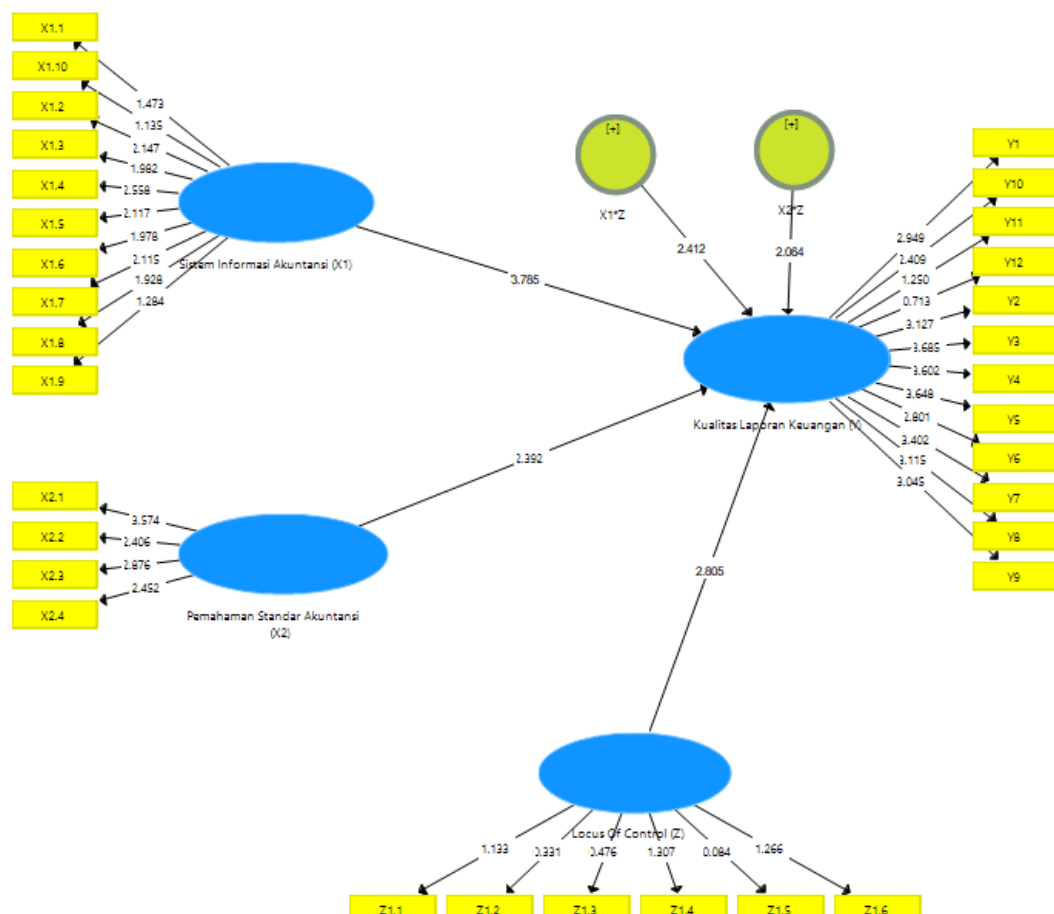 X1.1
X1.10
X1.2
X1.3
X1.4
X1.5
X1.6
X1.7
X1.8
X1.9
1.473
1.135
2.147
1.982
2.558
2.117
1.978
2.115
1.928
1.284
Sistem Informasi Akuntansi (X1)
[+]
X1*Z
[+]
X2*Z
2.412
2.064
3.785
Y1
Y10
Y11
Y12
Y2
Y3
Y4
Y5
Y6
Y7
Y8
Y9
2.949
2.409
1.250
0.713
3.127
3.685
3.602
3.648
2.801
3.402
3.115
3.045
Kualitas Laporan Keuangan (Y)
2.392
X2.1
X2.2
X2.3
X2.4
3.574
2.406
2.876
2.452
Pemahaman Standar Akuntansi
(X2)
2.805
Locus Of Control (Z)
1.133
0.331
0.476
1.307
0.084
1.266
Z1.1
Z1.2
Z1.3
Z1.4
Z1.5
Z1.6